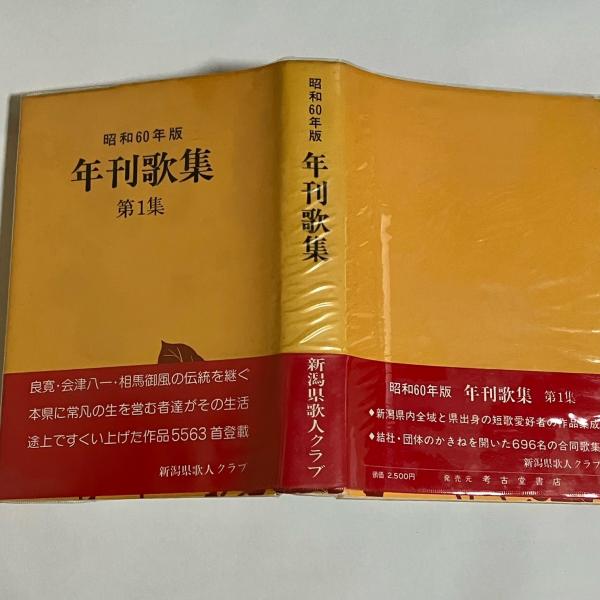 昭和60年版
年刊歌集
第1集
良寛・会津八一・相馬御風の伝統を継ぐ
本県に常凡の生を営む者達がその生活
途上ですくい上げた作品5563首登載
新潟県歌人クラブ
昭和60年版
年刊歌集
新潟県歌人クラブ
昭和60年版 年刊歌集 第1集
◆新潟県内全域と県出身の短歌愛好者の作品集成
◆結社・団体のかきねを開いた696名の合同歌集
新潟県歌人クラブ
頒価 2,500円 発売元 考古堂書店